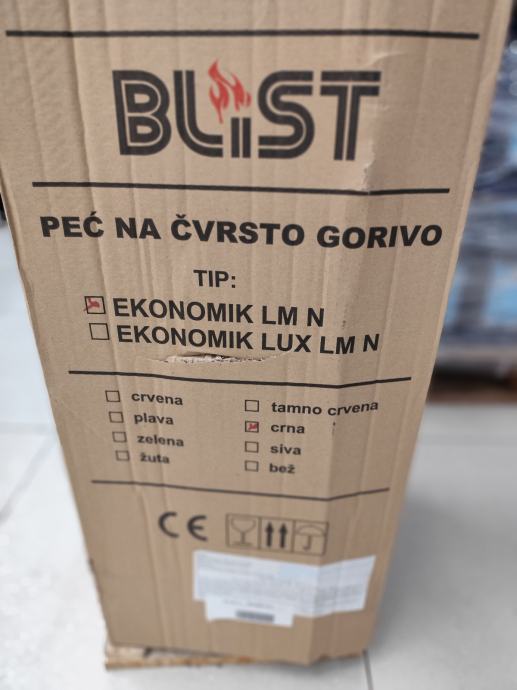 BLiST
PEĆ NA ČVRSTO GORIVO
TIP:
EKONOMIK LM N
EKONOMIK LUX LM N
crvena
plava
zelena
žuta
tamno crvena
crna
siva
bež
CE